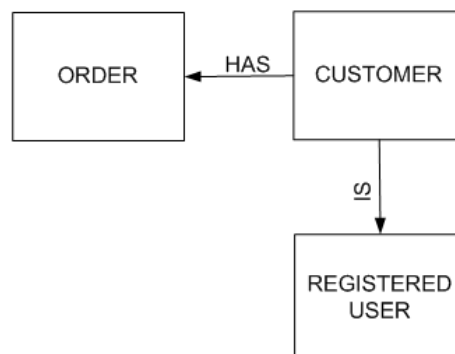 ORDER
HAS
CUSTOMER
IS
REGISTERED
USER